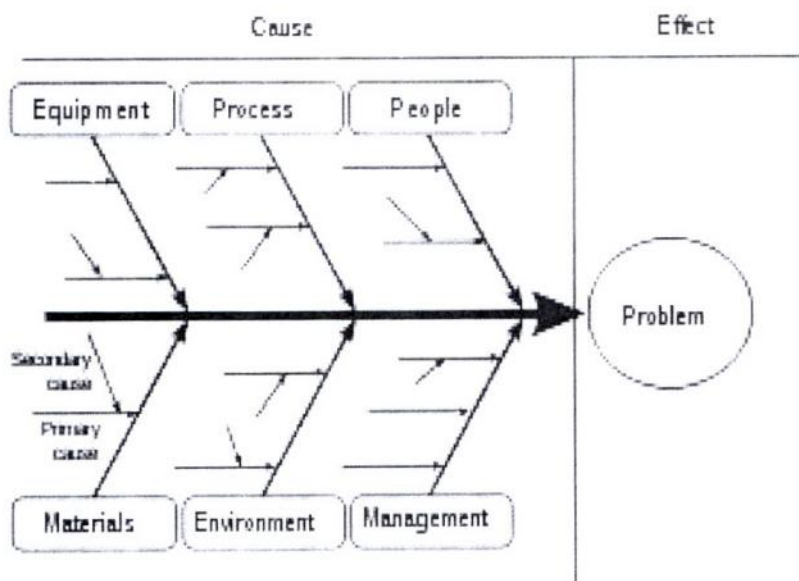 Cause
Effect
Equipment
Process
People
Problem
Secondary
cause
Primary
cause
Materials
Environment
Management